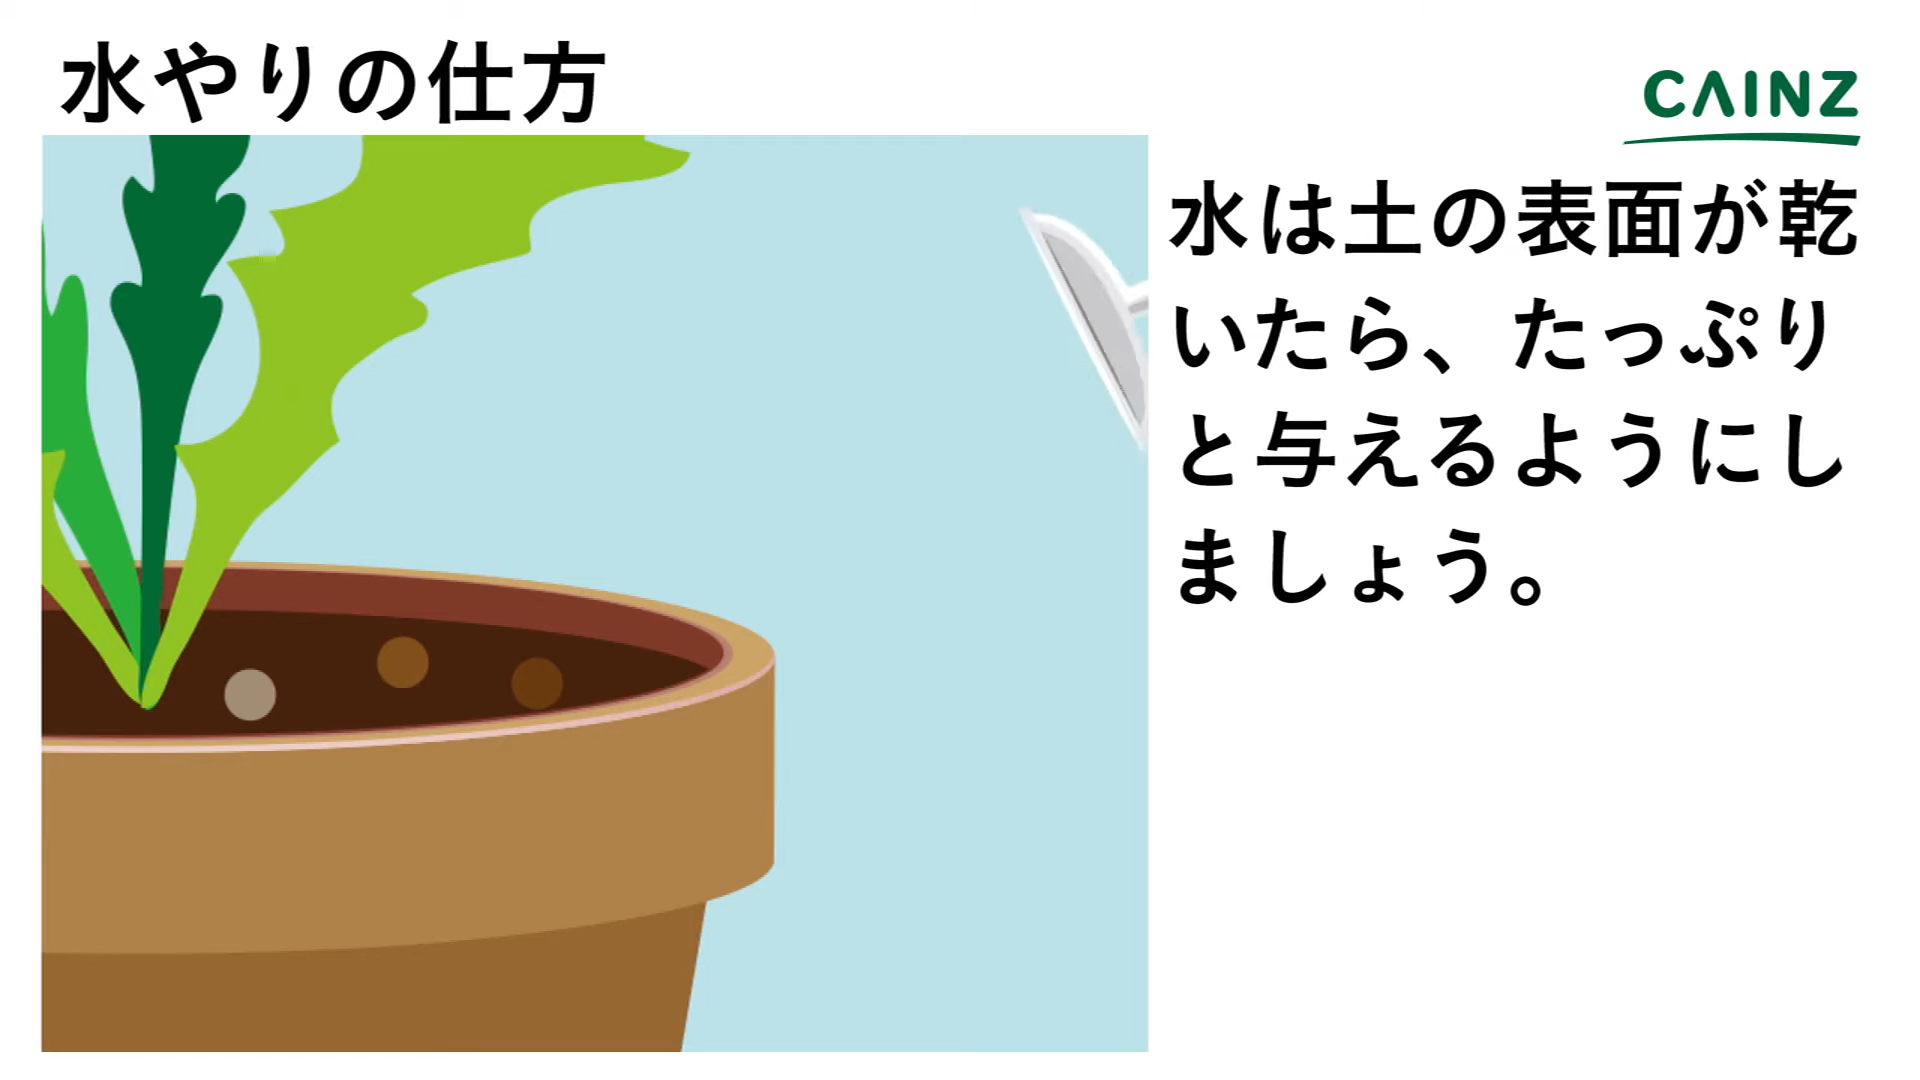 水やりの仕方
CAINZ
水は土の表面が乾
いたら、たっぷり
と与えるようにし
ましょう。